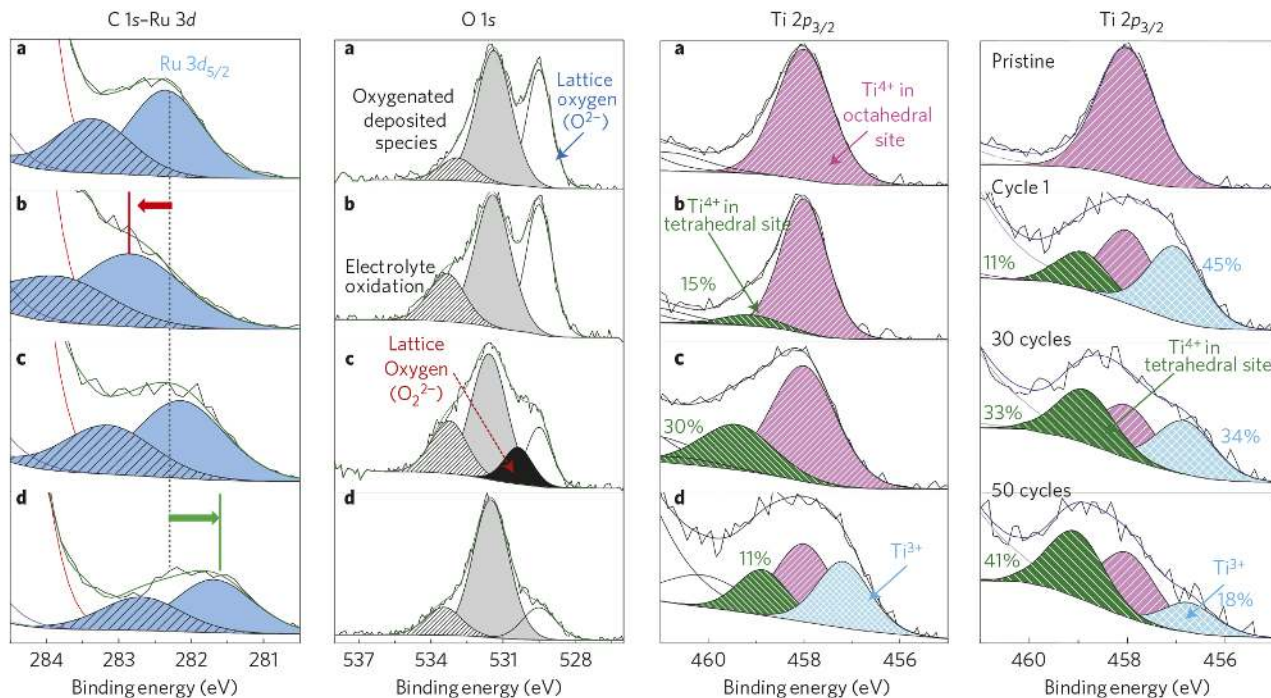 C 1s–Ru 3d
a
Ru 3d5/2
b
c
d
284 283 282 281
Binding energy (eV)
O 1s
a
Oxygenated
deposited
species
Lattice
oxygen
(O²⁻)
b
Electrolyte
oxidation
c
Lattice
Oxygen
(O₂²⁻)
d
537 534 531 528
Binding energy (eV)
Ti 2p3/2
a
Ti⁴⁺ in
octahedral
site
b
Ti⁴⁺ in
tetrahedral site
15%
c
30%
d
11%
Ti³⁺
460 458 456
Binding energy (eV)
Ti 2p3/2
Pristine
Cycle 1
11%
45%
30 cycles
Ti⁴⁺ in
tetrahedral site
33%
34%
50 cycles
41%
Ti³⁺
18%
460 458 456
Binding energy (eV)